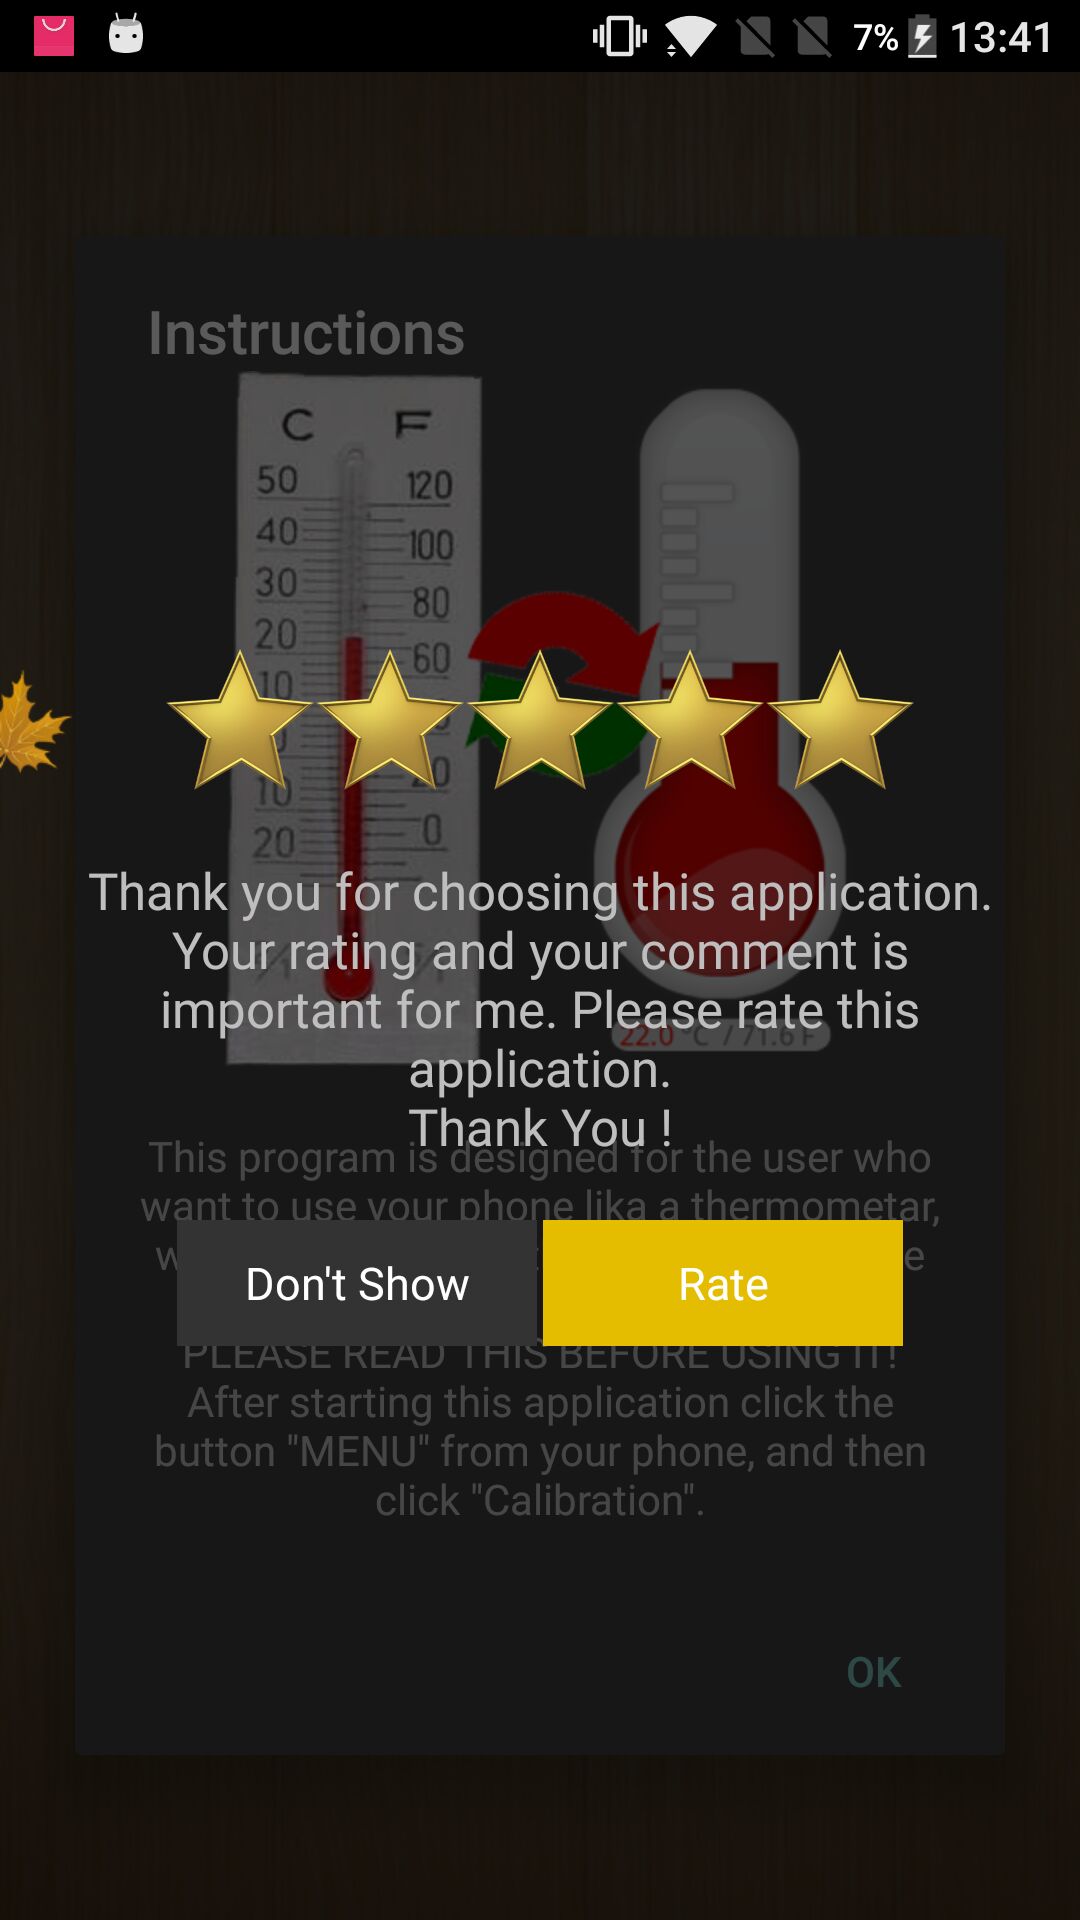 7% 13:41
Instructions
C F
50 120
40 100
30 80
20 60
10
20
10 0
20
Thank you for choosing this application.
Your rating and your comment is
important for me. Please rate this
22.0 °C / 71.6 F
application.
Thank You !
This program is designed for the user who
want to use your phone lika a thermometar,
Don't Show Rate
PLEASE READ THIS BEFORE USING IT!
After starting this application click the
button "MENU" from your phone, and then
click "Calibration".
OK